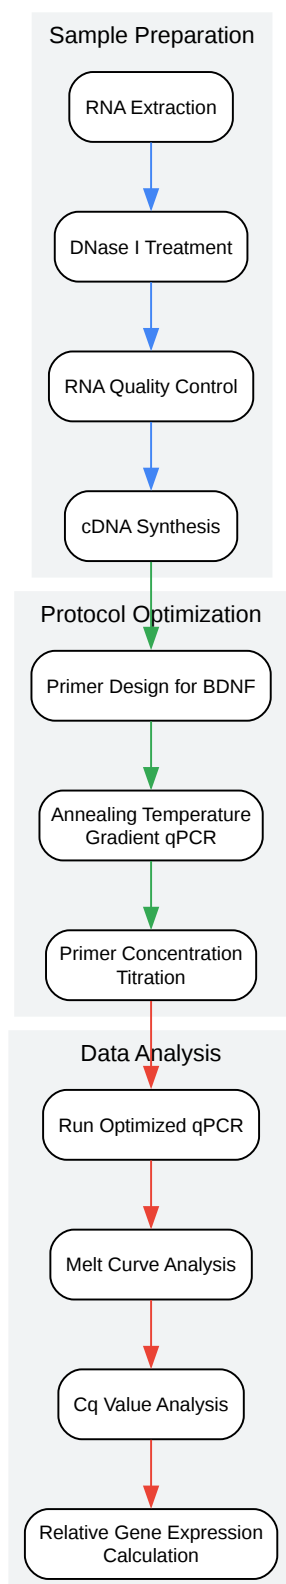 Sample Preparation
RNA Extraction
DNase I Treatment
RNA Quality Control
cDNA Synthesis
Protocol Optimization
Primer Design for BDNF
Annealing Temperature
Gradient qPCR
Primer Concentration
Titration
Data Analysis
Run Optimized qPCR
Melt Curve Analysis
Cq Value Analysis
Relative Gene Expression
Calculation